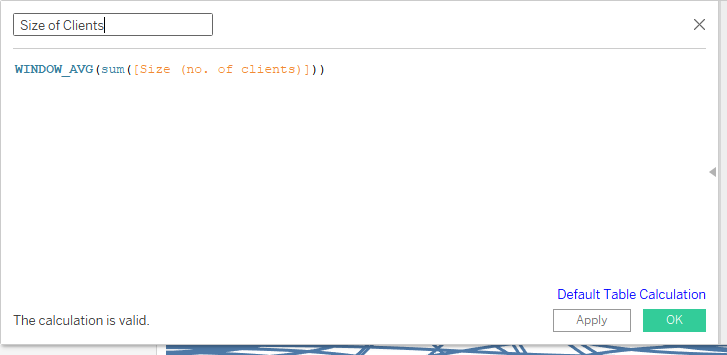 Size of Clients
WINDOW_AVG(sum([Size (no. of clients)]))
Default Table Calculation
The calculation is valid.
Apply
OK